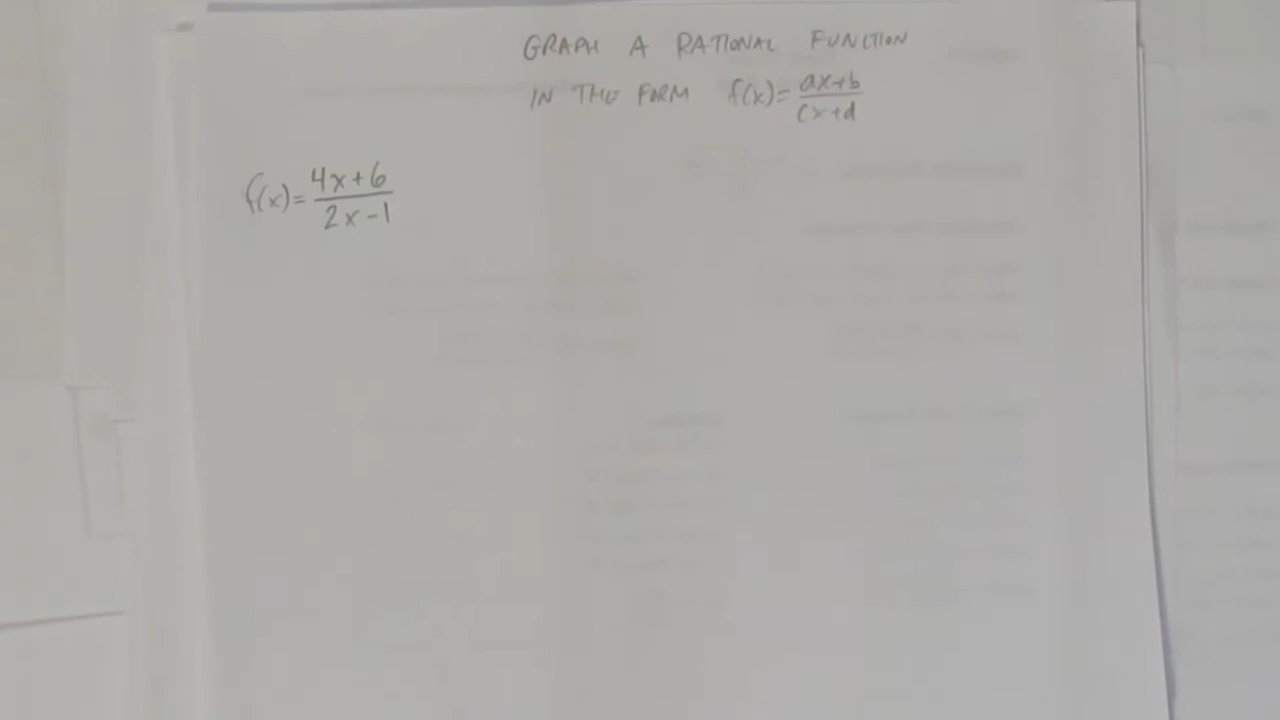 GRAPH A RATIONAL FUNCTION
IN THE FORM f(x)= ax+b / cx+d
f(x)= 4x+6 / 2x-1